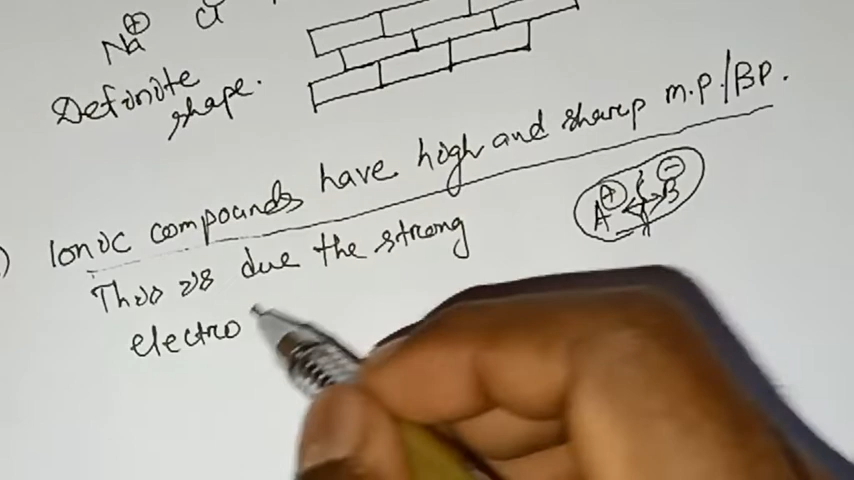 Na⊕ Cl
Definite
shape.
) Ionic compounds have high and sharp m.p./B.P.
A⊕ B⊖
This is due the strong
electro